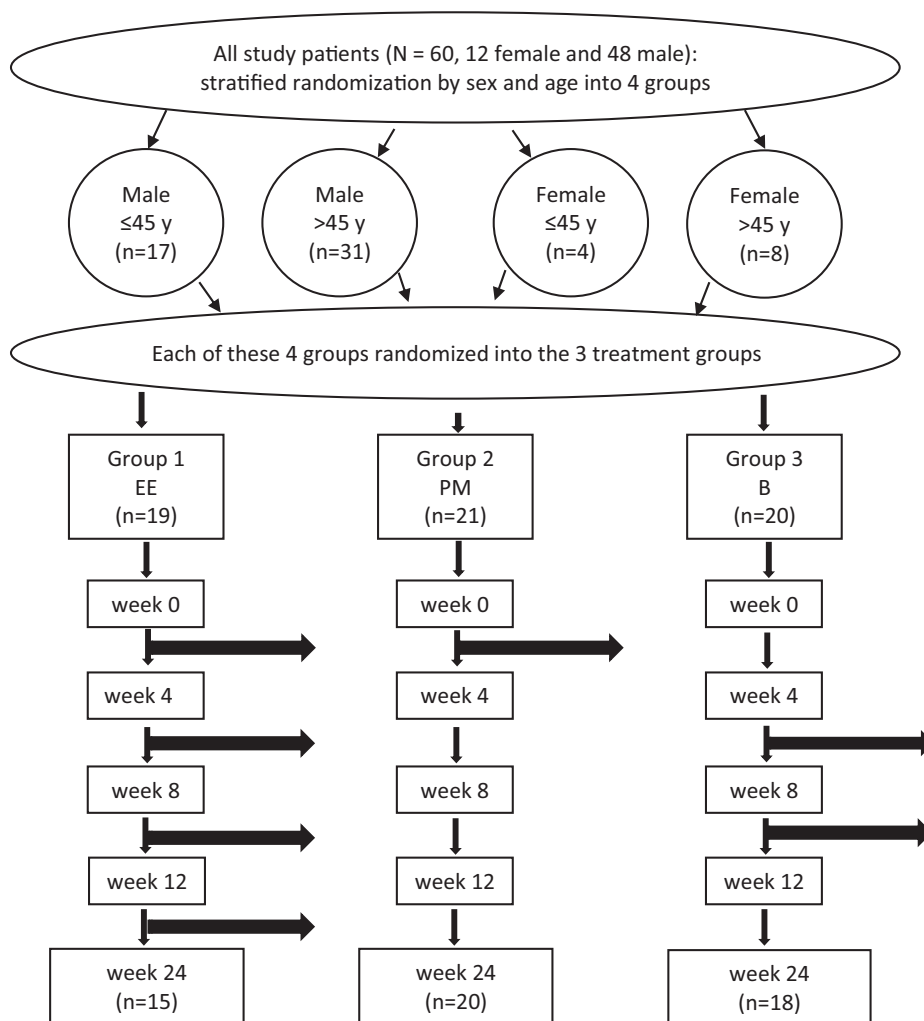 All study patients (N = 60, 12 female and 48 male):
stratified randomization by sex and age into 4 groups
Male
≤45 y
(n=17)
Male
>45 y
(n=31)
Female
≤45 y
(n=4)
Female
>45 y
(n=8)
Each of these 4 groups randomized into the 3 treatment groups
Group 1
EE
(n=19)
Group 2
PM
(n=21)
Group 3
B
(n=20)
week 0
week 0
week 0
week 4
week 4
week 4
week 8
week 8
week 8
week 12
week 12
week 12
week 24
(n=15)
week 24
(n=20)
week 24
(n=18)